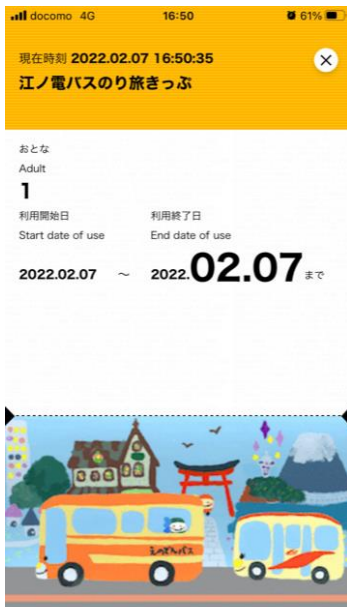 docomo 4G 16:50 61%
現在時刻 2022.02.07 16:50:35
江ノ電バスのり旅きっぷ
おとな
Adult
1
利用開始日 利用終了日
Start date of use End date of use
2022.02.07 ～ 2022.02.07 まで
えのでんバス